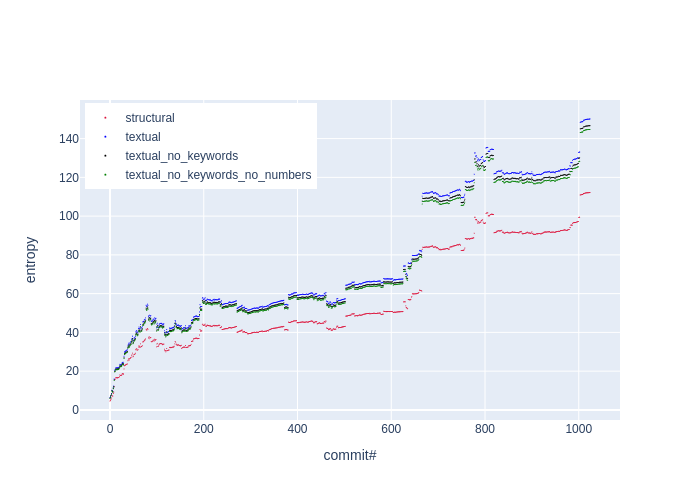 structural
textual
textual_no_keywords
textual_no_keywords_no_numbers
entropy
140
120
100
80
60
40
20
0
0 200 400 600 800 1000
commit#